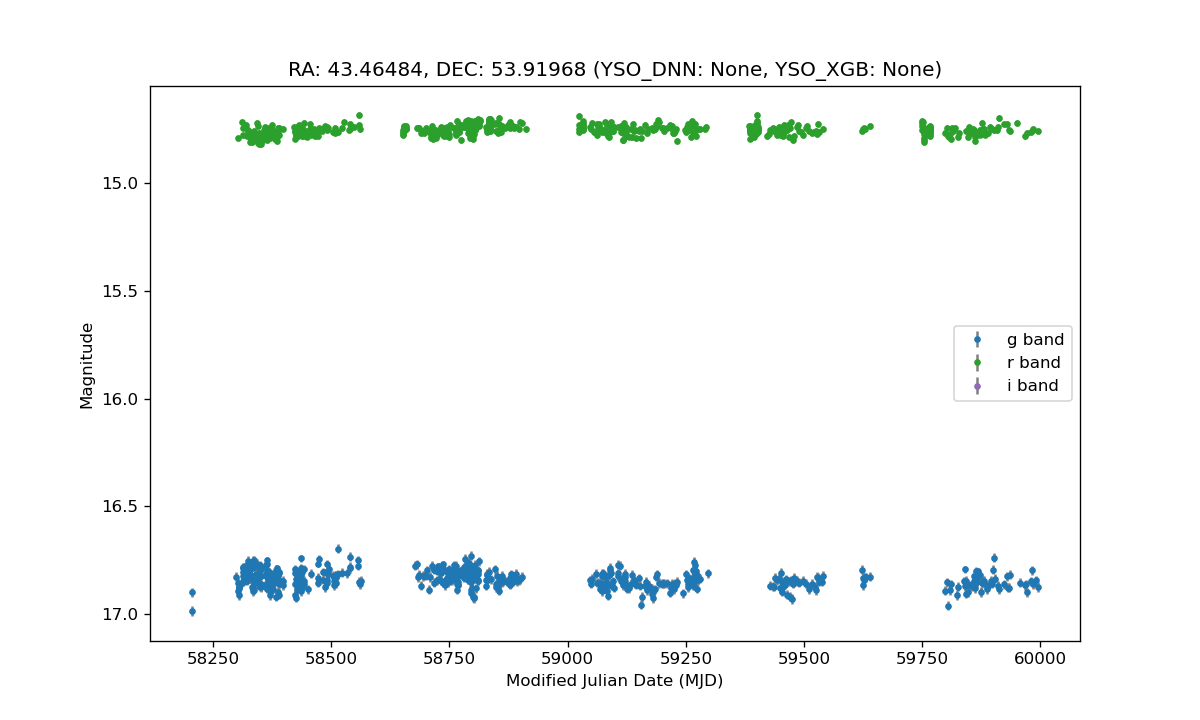 RA: 43.46484, DEC: 53.91968 (YSO_DNN: None, YSO_XGB: None)
15.0
15.5
16.0
16.5
17.0
Magnitude
g band
r band
i band
58250 58500 58750 59000 59250 59500 59750 60000
Modified Julian Date (MJD)